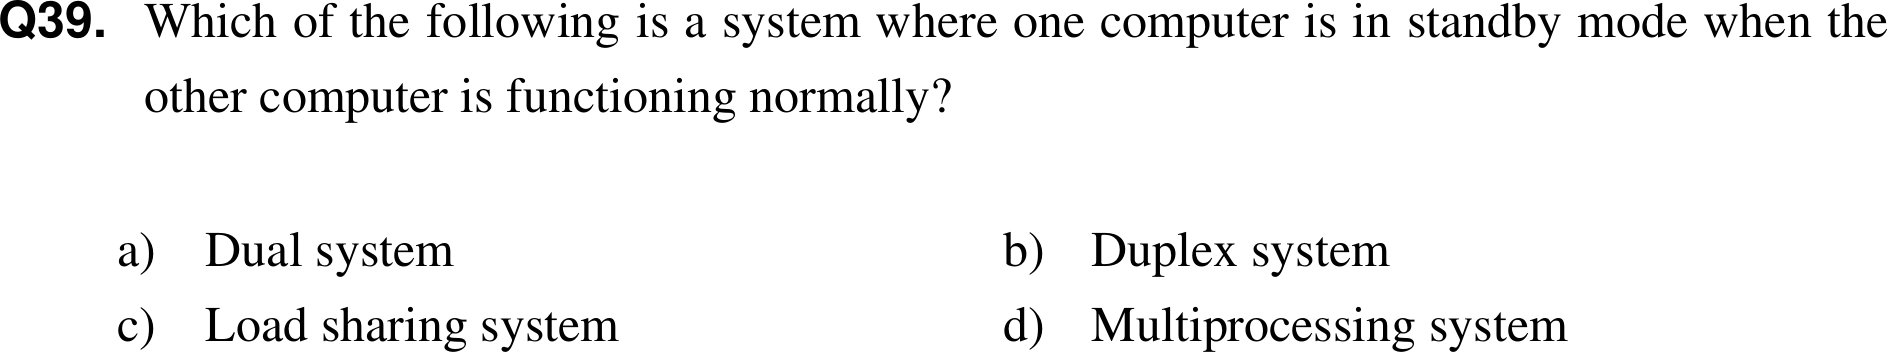 Q39. Which of the following is a system where one computer is in standby mode when the
other computer is functioning normally?
a) Dual system b) Duplex system
c) Load sharing system d) Multiprocessing system